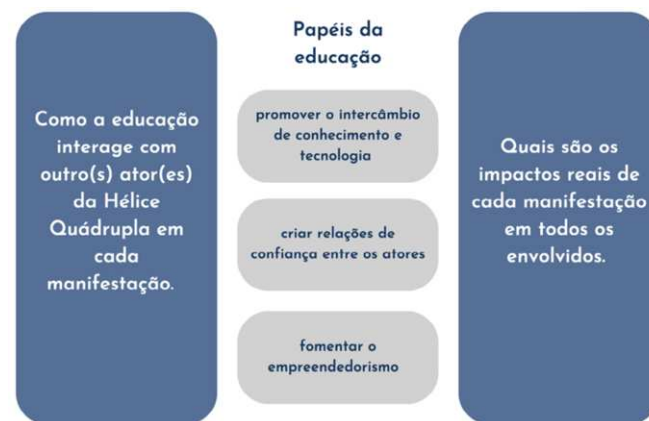 Como a educação
interage com
outro(s) ator(es)
da Hélice
Quádrupla em
cada
manifestação.
Papéis da
educação
promover o intercâmbio
de conhecimento e
tecnologia
criar relações de
confiança entre os atores
fomentar o
empreendedorismo
Quais são os
impactos reais de
cada manifestação
em todos os
envolvidos.